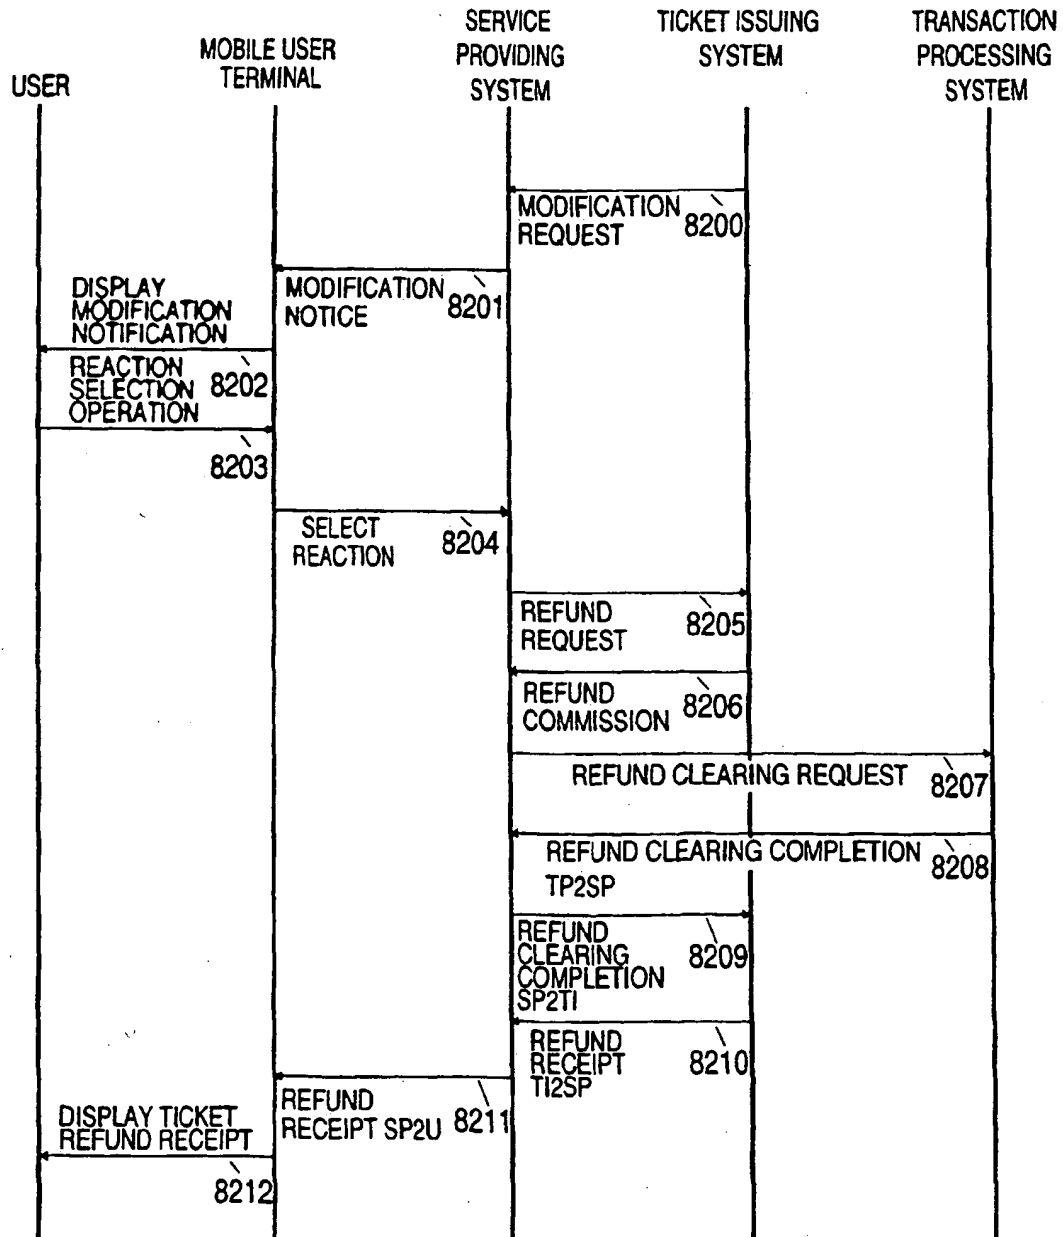 USER
MOBILE USER
TERMINAL
SERVICE
PROVIDING
SYSTEM
TICKET ISSUING
SYSTEM
TRANSACTION
PROCESSING
SYSTEM
MODIFICATION
REQUEST
8200
MODIFICATION
NOTICE
8201
DISPLAY
MODIFICATION
NOTIFICATION
8202
REACTION
SELECTION
OPERATION
8203
SELECT
REACTION
8204
REFUND
REQUEST
8205
REFUND
COMMISSION
8206
REFUND CLEARING REQUEST
8207
REFUND CLEARING COMPLETION
TP2SP
8208
REFUND
CLEARING
COMPLETION
SP2TI
8209
REFUND
RECEIPT
TI2SP
8210
REFUND
RECEIPT SP2U
8211
DISPLAY TICKET
REFUND RECEIPT
8212